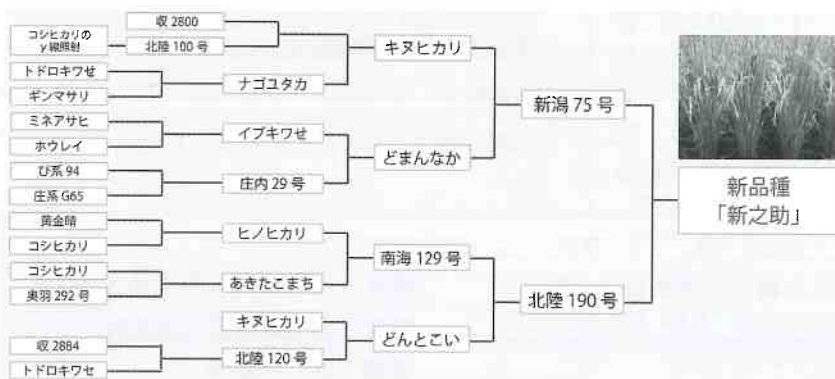 収 2800
コシヒカリの
γ線照射
北陸 100 号
キヌヒカリ
トドロキワせ
ナゴユタカ
ギンマサリ
新潟 75 号
ミネアサヒ
イブキワせ
ホウレイ
どまんなか
び系 94
庄内 29 号
庄系 G65
新品種
「新之助」
黄金晴
ヒノヒカリ
コシヒカリ
南海 129 号
コシヒカリ
あきたこまち
奥羽 292 号
北陸 190 号
キヌヒカリ
どんとこい
収 2884
北陸 120 号
トドロキワセ